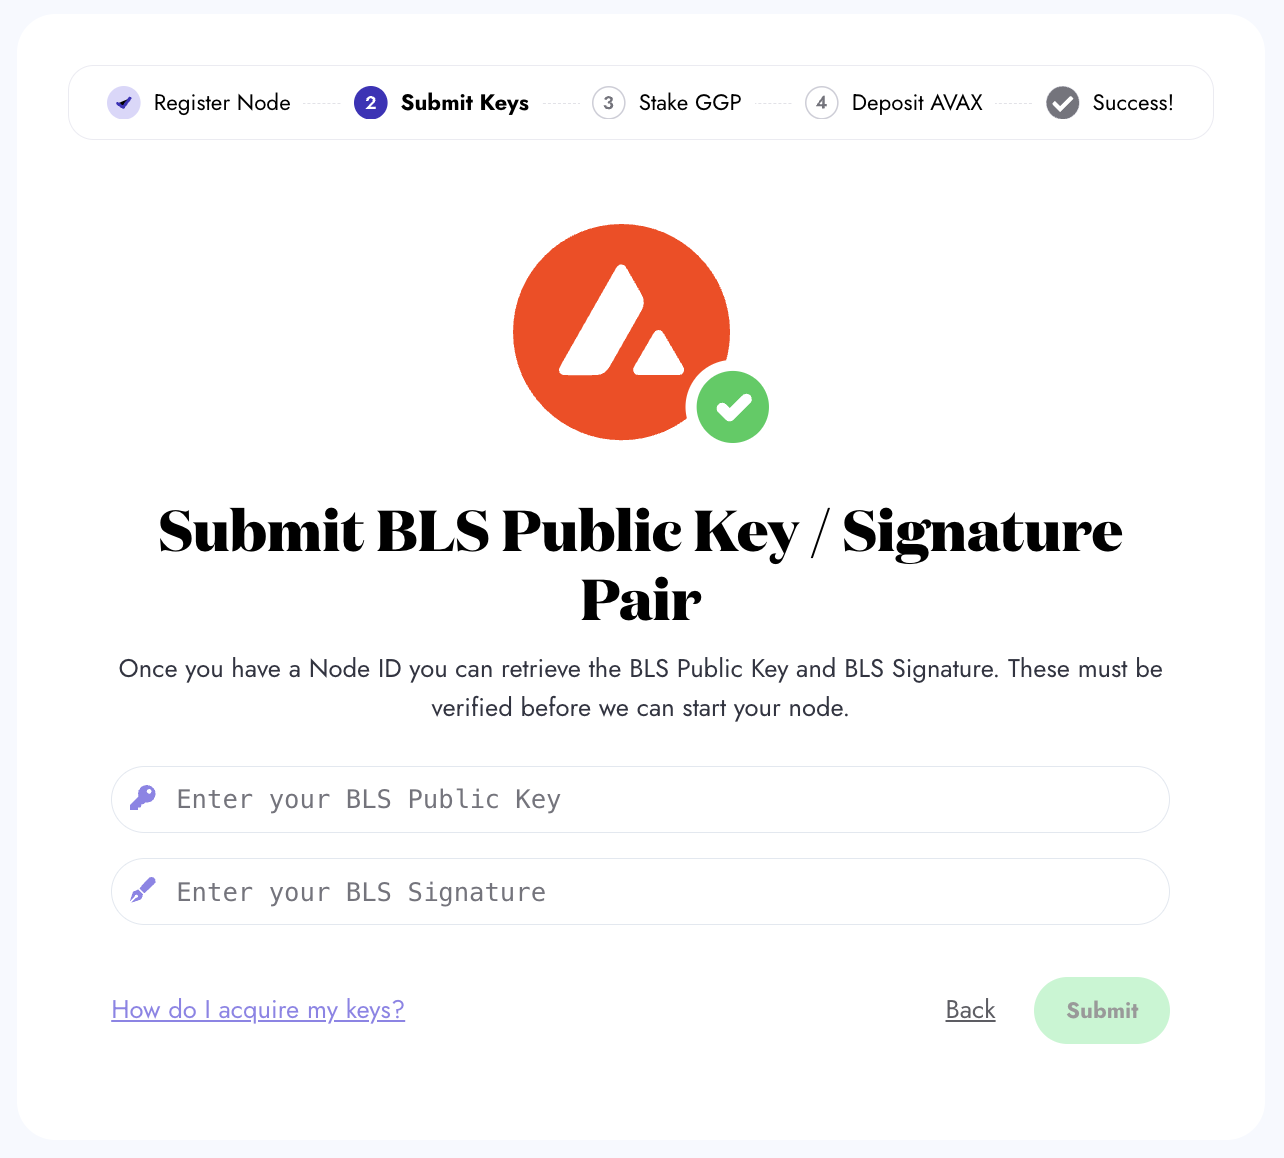 Register Node
2 Submit Keys
3 Stake GGP
4 Deposit AVAX
Success!
Submit BLS Public Key / Signature
Pair
Once you have a Node ID you can retrieve the BLS Public Key and BLS Signature. These must be
verified before we can start your node.
Enter your BLS Public Key
Enter your BLS Signature
How do I acquire my keys?
Back
Submit